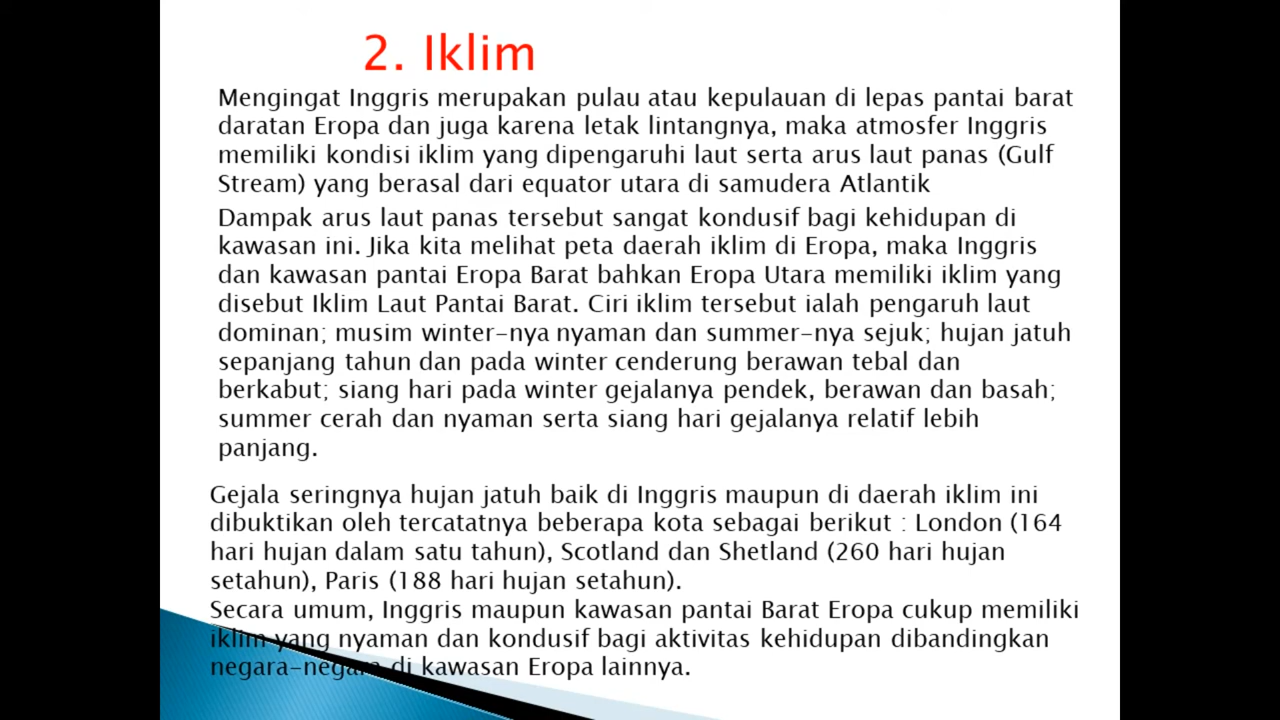 2. Iklim
Mengingat Inggris merupakan pulau atau kepulauan di lepas pantai barat
daratan Eropa dan juga karena letak lintangnya, maka atmosfer Inggris
memiliki kondisi iklim yang dipengaruhi laut serta arus laut panas (Gulf
Stream) yang berasal dari equator utara di samudera Atlantik
Dampak arus laut panas tersebut sangat kondusif bagi kehidupan di
kawasan ini. Jika kita melihat peta daerah iklim di Eropa, maka Inggris
dan kawasan pantai Eropa Barat bahkan Eropa Utara memiliki iklim yang
disebut Iklim Laut Pantai Barat. Ciri iklim tersebut ialah pengaruh laut
dominan; musim winter-nya nyaman dan summer-nya sejuk; hujan jatuh
sepanjang tahun dan pada winter cenderung berawan tebal dan
berkabut; siang hari pada winter gejalanya pendek, berawan dan basah;
summer cerah dan nyaman serta siang hari gejalanya relatif lebih
panjang.
Gejala seringnya hujan jatuh baik di Inggris maupun di daerah iklim ini
dibuktikan oleh tercatatnya beberapa kota sebagai berikut : London (164
hari hujan dalam satu tahun), Scotland dan Shetland (260 hari hujan
setahun), Paris (188 hari hujan setahun).
Secara umum, Inggris maupun kawasan pantai Barat Eropa cukup memiliki
iklim yang nyaman dan kondusif bagi aktivitas kehidupan dibandingkan
negara-negara di kawasan Eropa lainnya.